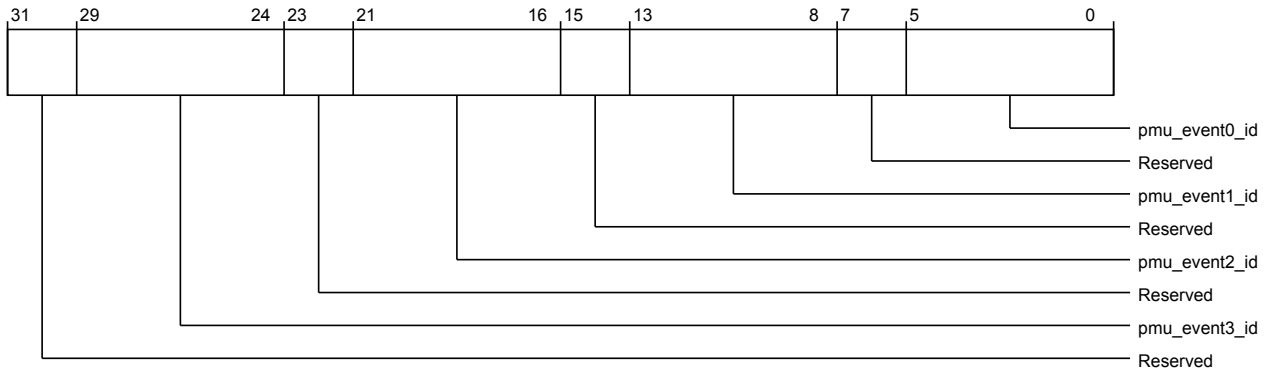 31 29 24 23 21 16 15 13 8 7 5 0
pmu_event0_id
Reserved
pmu_event1_id
Reserved
pmu_event2_id
Reserved
pmu_event3_id
Reserved